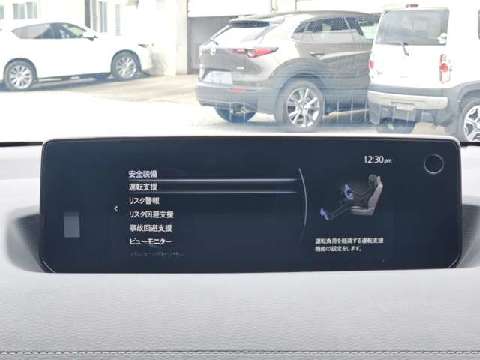 安全装備
12:30 pm
運転支援
リスク警報
リスク回避支援
事故回避支援
ビューモニター
運転負荷を軽減する運転支援
機能の設定をします。